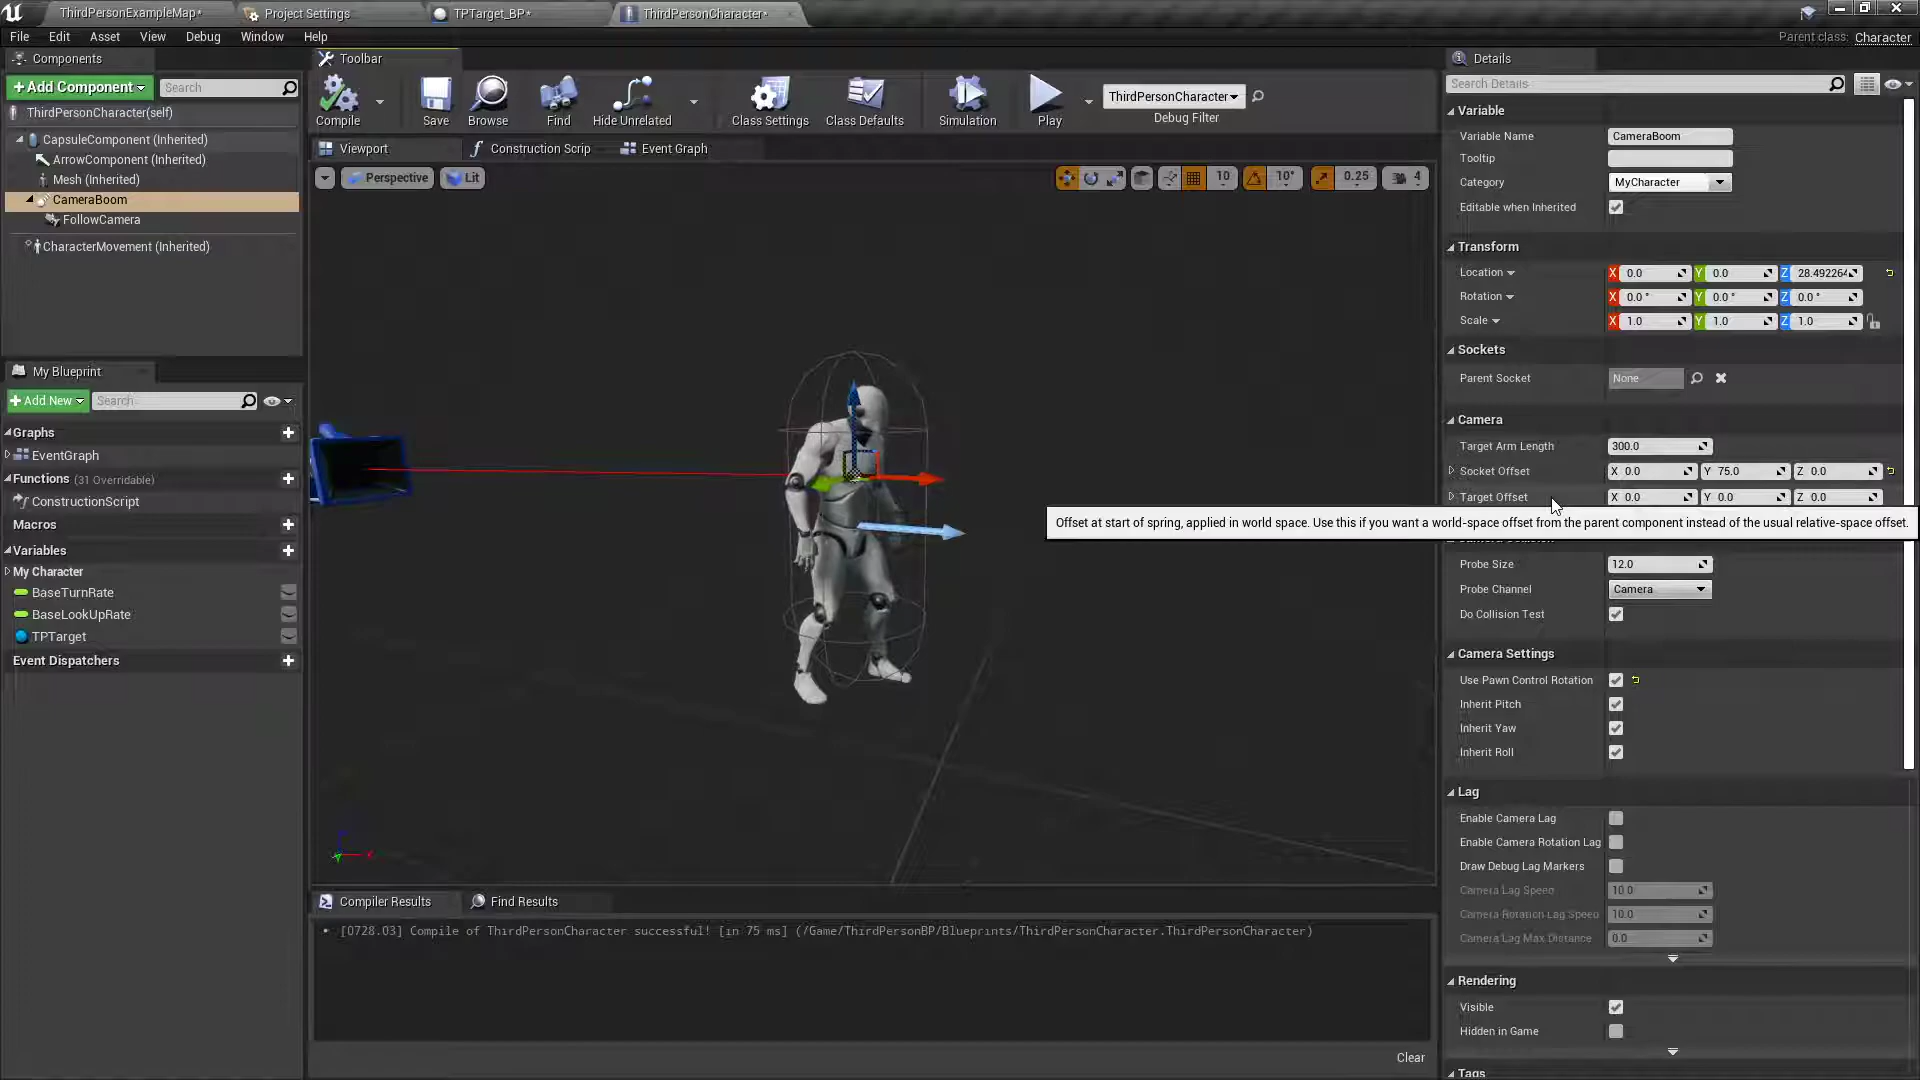 ThirdPersonExampleMap*
Project Settings
TPTarget_BP*
ThirdPersonCharacter*
File Edit Asset View Debug Window Help
Parent class: Character
Components
+Add Component
Search
ThirdPersonCharacter(self)
CapsuleComponent (Inherited)
ArrowComponent (Inherited)
Mesh (Inherited)
CameraBoom
FollowCamera
CharacterMovement (Inherited)
My Blueprint
+Add New
Search
Graphs
EventGraph
Functions (31 Overridable)
ConstructionScript
Macros
Variables
My Character
BaseTurnRate
BaseLookUpRate
TPTarget
Event Dispatchers
Toolbar
Compile
Save
Browse
Find
Hide Unrelated
Class Settings
Class Defaults
Simulation
Play
ThirdPersonCharacter
Debug Filter
Viewport
Construction Scrip
Event Graph
Perspective
Lit
10
10°
0.25
4
Compiler Results
Find Results
[0728.03] Compile of ThirdPersonCharacter successful! [in 75 ms] (/Game/ThirdPersonBP/Blueprints/ThirdPersonCharacter.ThirdPersonCharacter)
Clear
Details
Search Details
Variable
Variable Name CameraBoom
Tooltip
Category MyCharacter
Editable when Inherited
Transform
Location X 0.0 Y 0.0 Z 28.492264
Rotation X 0.0 ° Y 0.0 ° Z 0.0 °
Scale X 1.0 Y 1.0 Z 1.0
Sockets
Parent Socket None
Camera
Target Arm Length 300.0
Socket Offset X 0.0 Y 75.0 Z 0.0
Target Offset X 0.0 Y 0.0 Z 0.0
Offset at start of spring, applied in world space. Use this if you want a world-space offset from the parent component instead of the usual relative-space offset.
Probe Size 12.0
Probe Channel Camera
Do Collision Test
Camera Settings
Use Pawn Control Rotation
Inherit Pitch
Inherit Yaw
Inherit Roll
Lag
Enable Camera Lag
Enable Camera Rotation Lag
Draw Debug Lag Markers
Camera Lag Speed 10.0
Camera Rotation Lag Speed 10.0
Camera Lag Max Distance 0.0
Rendering
Visible
Hidden in Game
Tags